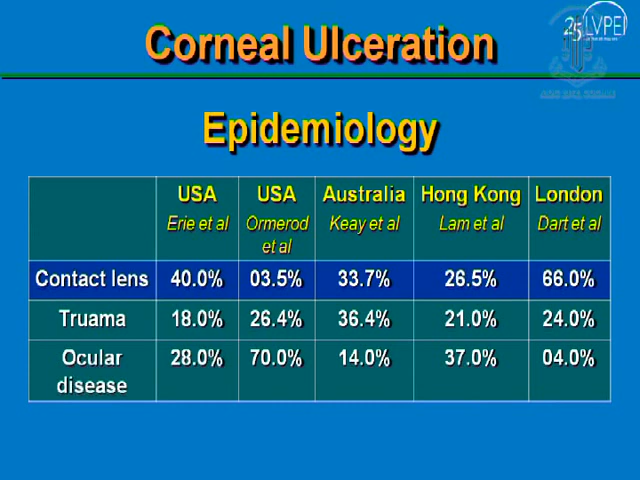 Corneal Ulceration
25 LVPEI
Epidemiology
USA USA Australia Hong Kong London
Erie et al Ormerod et al Keay et al Lam et al Dart et al
Contact lens 40.0% 03.5% 33.7% 26.5% 66.0%
Truama 18.0% 26.4% 36.4% 21.0% 24.0%
Ocular disease 28.0% 70.0% 14.0% 37.0% 04.0%